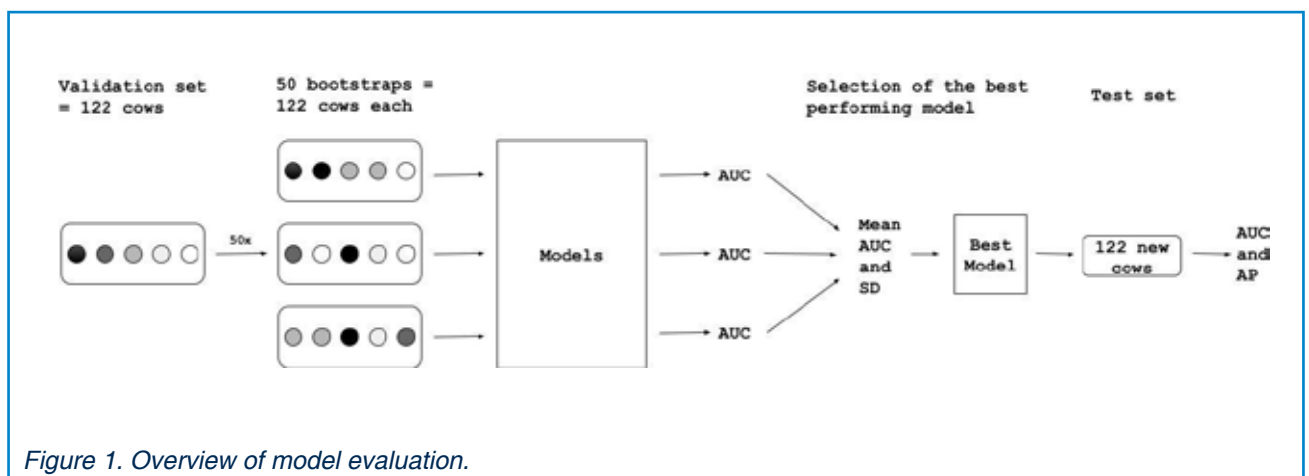 Validation set
= 122 cows
50 bootstraps =
122 cows each
Selection of the best
performing model
Test set
50x
Models
AUC
AUC
AUC
Mean
AUC
and
SD
Best
Model
122 new
cows
AUC
and
AP
Figure 1. Overview of model evaluation.